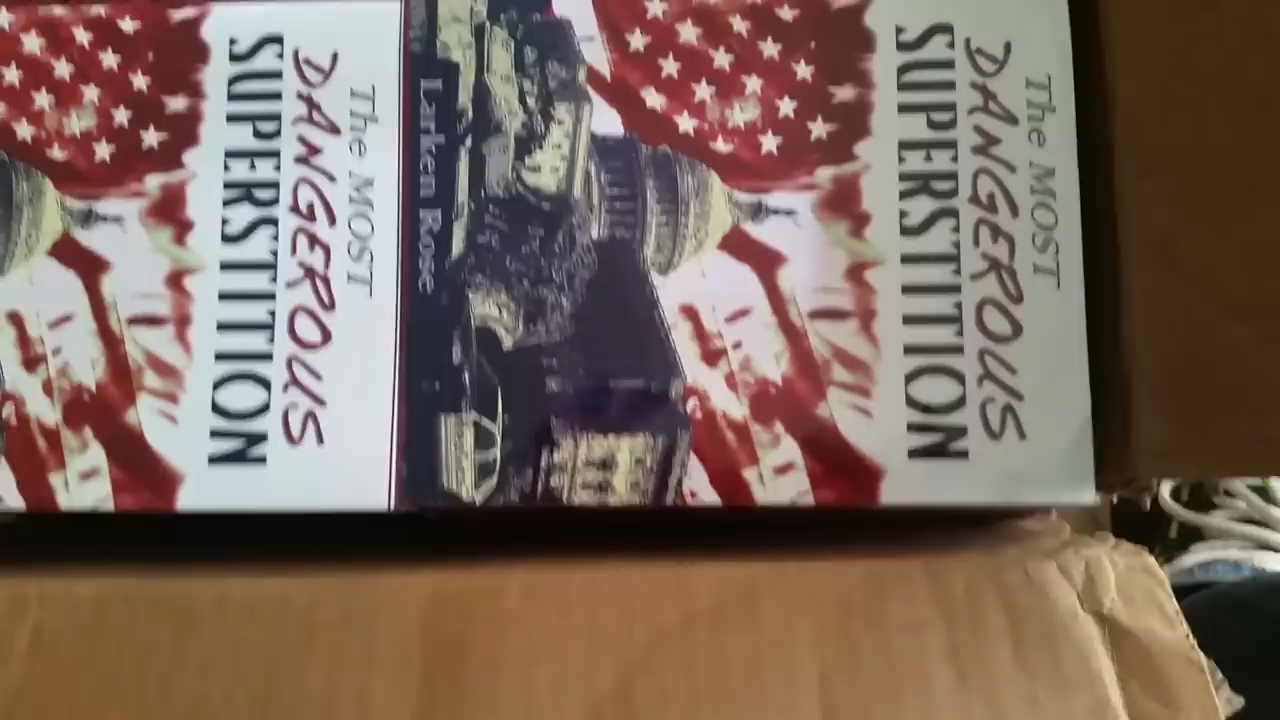 The MOST
DANGEROUS
SUPERSTITION
The MOST
DANGEROUS
SUPERSTITION
Larken Rose